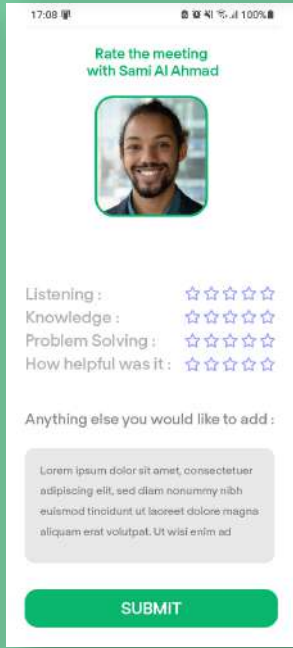 17:08 100%
Rate the meeting
with Sami Al Ahmad
Listening :
Knowledge :
Problem Solving :
How helpful was it :
Anything else you would like to add :
Lorem ipsum dolor sit amet, consectetuer
adipiscing elit, sed diam nonummy nibh
euismod tincidunt ut laoreet dolore magna
aliquam erat volutpat. Ut wisi enim ad
SUBMIT